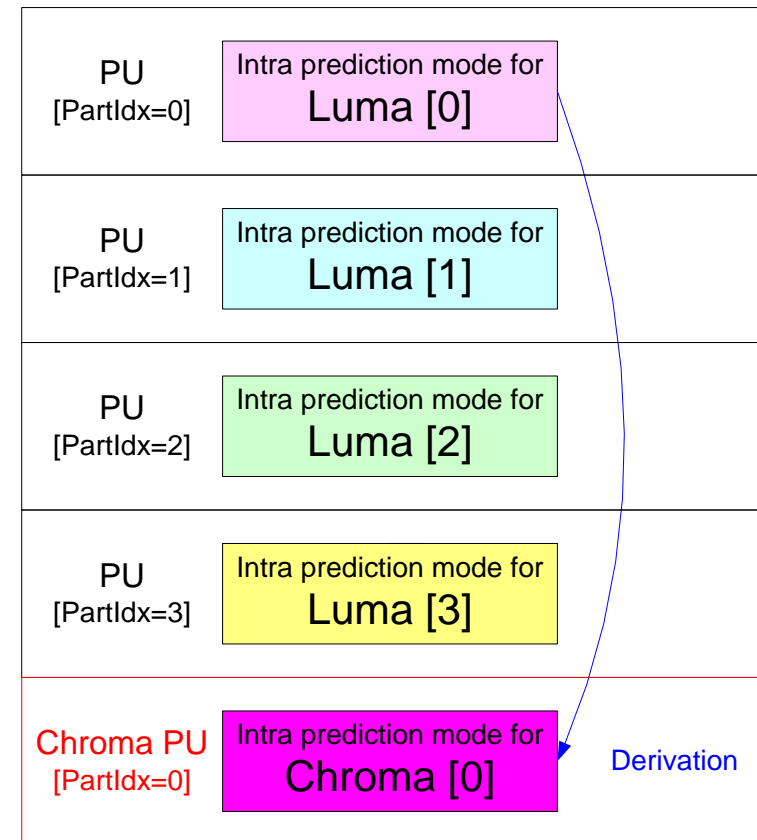 PU
[PartIdx=0]
Intra prediction mode for
Luma [0]
PU
[PartIdx=1]
Intra prediction mode for
Luma [1]
PU
[PartIdx=2]
Intra prediction mode for
Luma [2]
PU
[PartIdx=3]
Intra prediction mode for
Luma [3]
Chroma PU
[PartIdx=0]
Intra prediction mode for
Chroma [0]
Derivation